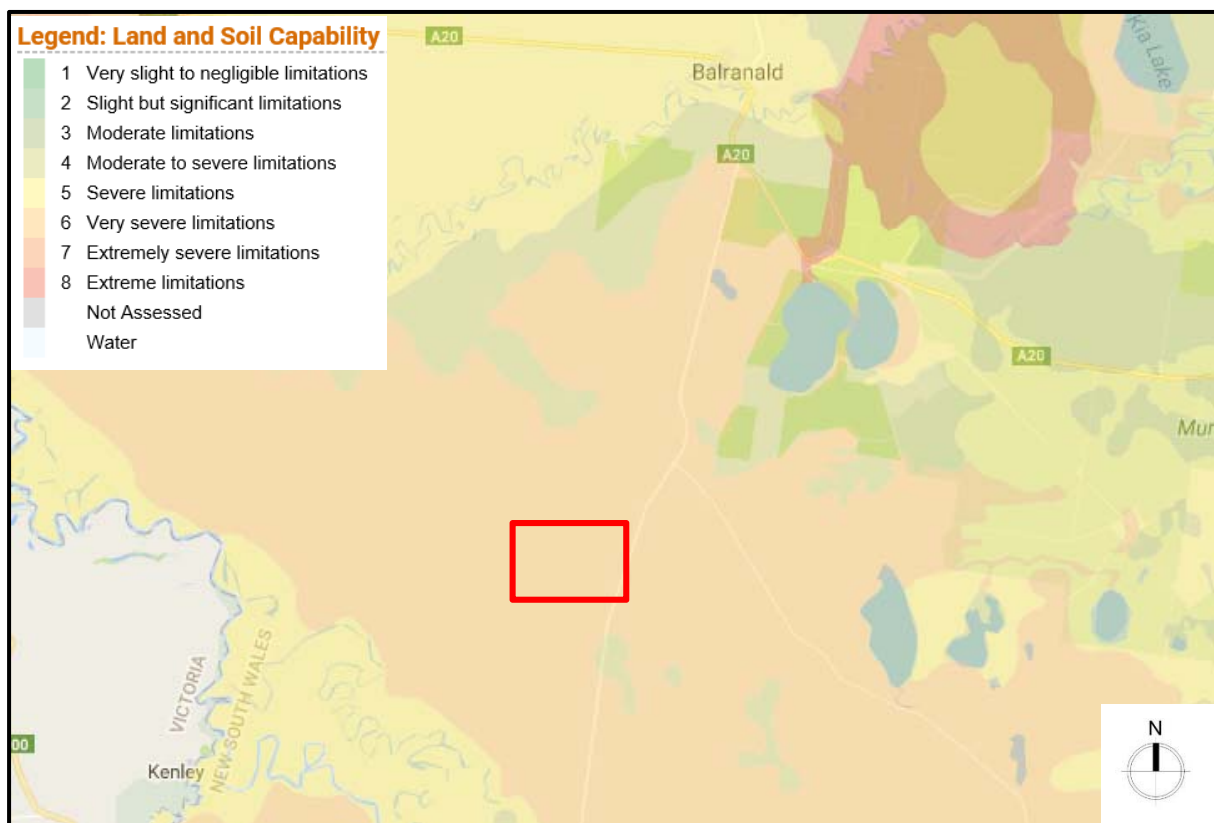 Legend: Land and Soil Capability
1 Very slight to negligible limitations
2 Slight but significant limitations
3 Moderate limitations
4 Moderate to severe limitations
5 Severe limitations
6 Very severe limitations
7 Extremely severe limitations
8 Extreme limitations
Not Assessed
Water
A20
Balranald
Kia Lake
A20
A20
Mur
VICTORIA
NEW SOUTH WALES
00
Kenley
N